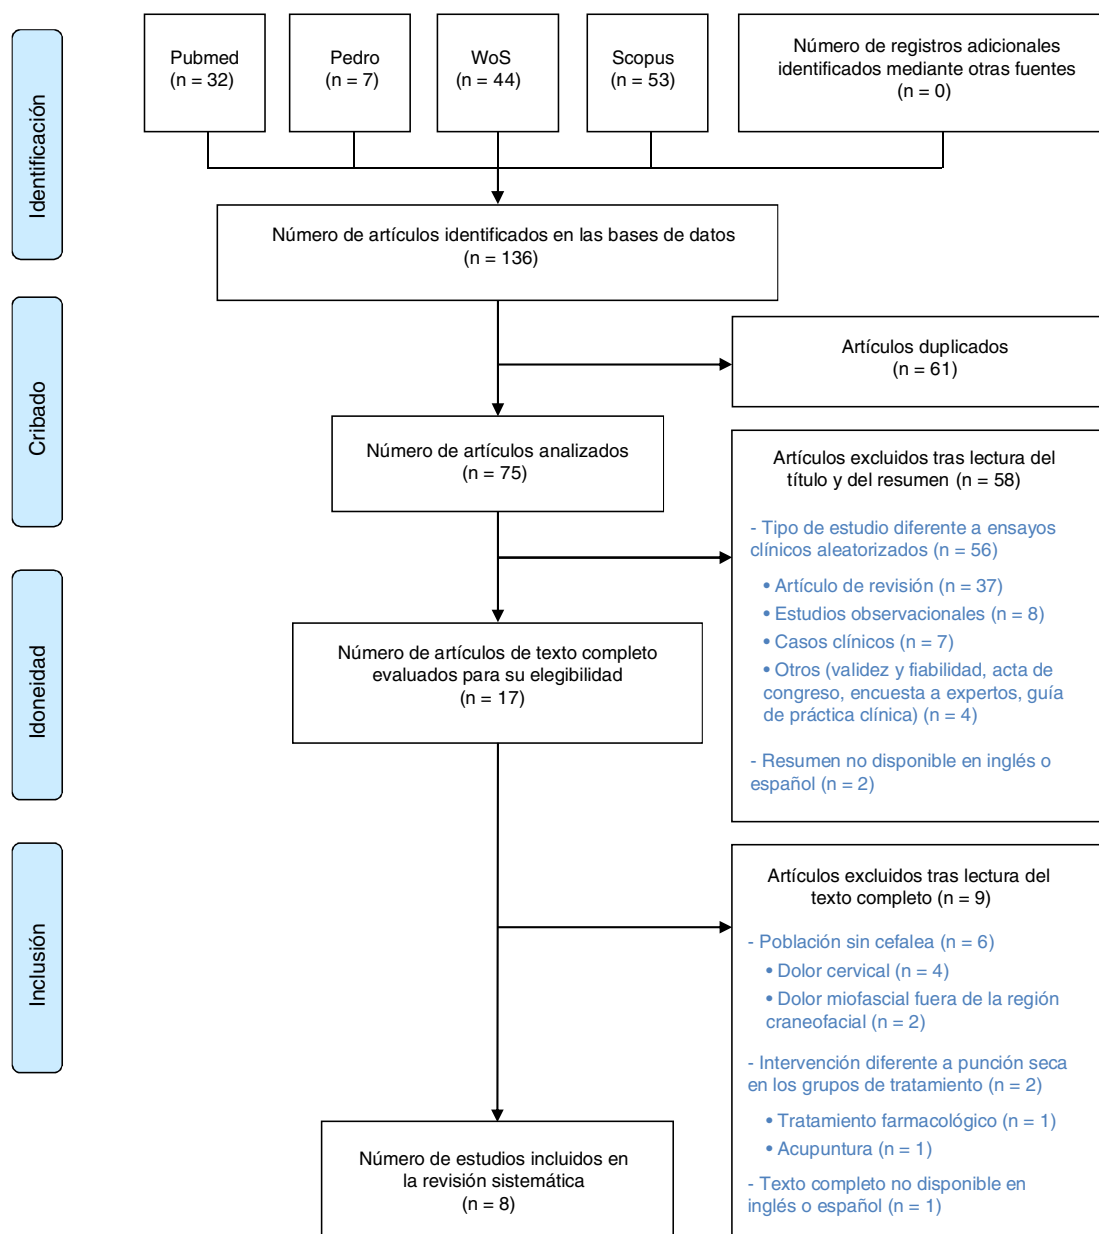 Identificación
Pubmed
(n = 32)
Pedro
(n = 7)
WoS
(n = 44)
Scopus
(n = 53)
Número de registros adicionales
identificados mediante otras fuentes
(n = 0)
Número de artículos identificados en las bases de datos
(n = 136)
Cribado
Artículos duplicados
(n = 61)
Número de artículos analizados
(n = 75)
Artículos excluidos tras lectura del
título y del resumen (n = 58)
- Tipo de estudio diferente a ensayos
clínicos aleatorizados (n = 56)
• Artículo de revisión (n = 37)
• Estudios observacionales (n = 8)
• Casos clínicos (n = 7)
• Otros (validez y fiabilidad, acta de
congreso, encuesta a expertos, guía
de práctica clínica) (n = 4)
- Resumen no disponible en inglés o
español (n = 2)
Idoneidad
Número de artículos de texto completo
evaluados para su elegibilidad
(n = 17)
Inclusión
Artículos excluidos tras lectura del
texto completo (n = 9)
- Población sin cefalea (n = 6)
• Dolor cervical (n = 4)
• Dolor miofascial fuera de la región
craneofacial (n = 2)
- Intervención diferente a punción seca
en los grupos de tratamiento (n = 2)
• Tratamiento farmacológico (n = 1)
• Acupuntura (n = 1)
- Texto completo no disponible en
inglés o español (n = 1)
Número de estudios incluidos en
la revisión sistemática
(n = 8)